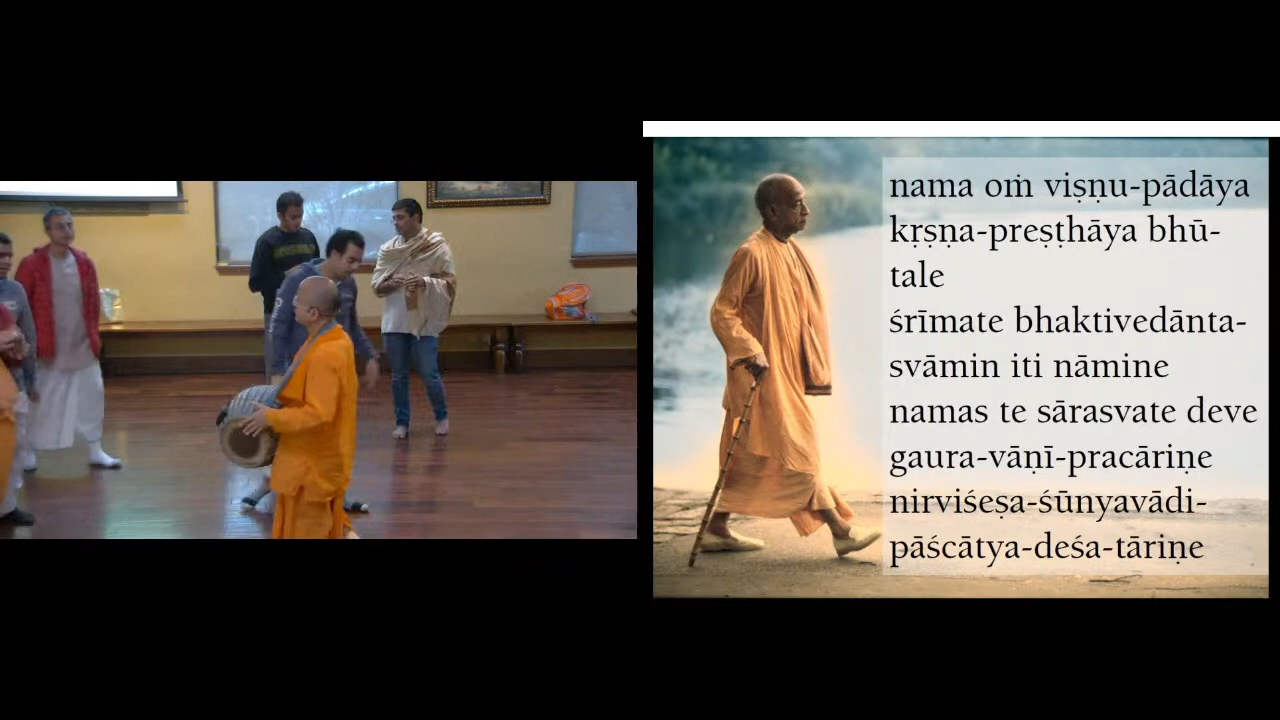 nama oṁ viṣṇu-pādāya
kṛṣṇa-preṣṭhāya bhū-
tale
śrīmate bhaktivedānta-
svāmin iti nāmine
namas te sārasvate deve
gaura-vāṇī-pracāriṇe
nirviśeṣa-śūnyavādi-
pāścātya-deśa-tāriṇe